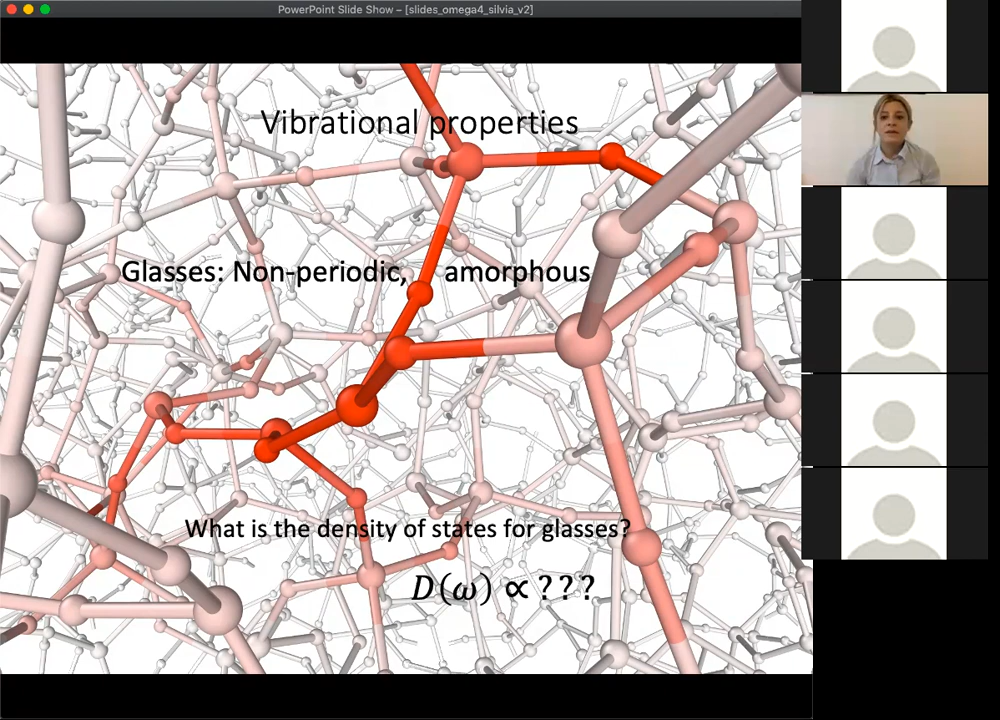 PowerPoint Slide Show – [slides_omega4_silvia_v2]
Vibrational properties
Glasses: Non-periodic, amorphous
What is the density of states for glasses?
D(ω) ∝ ???